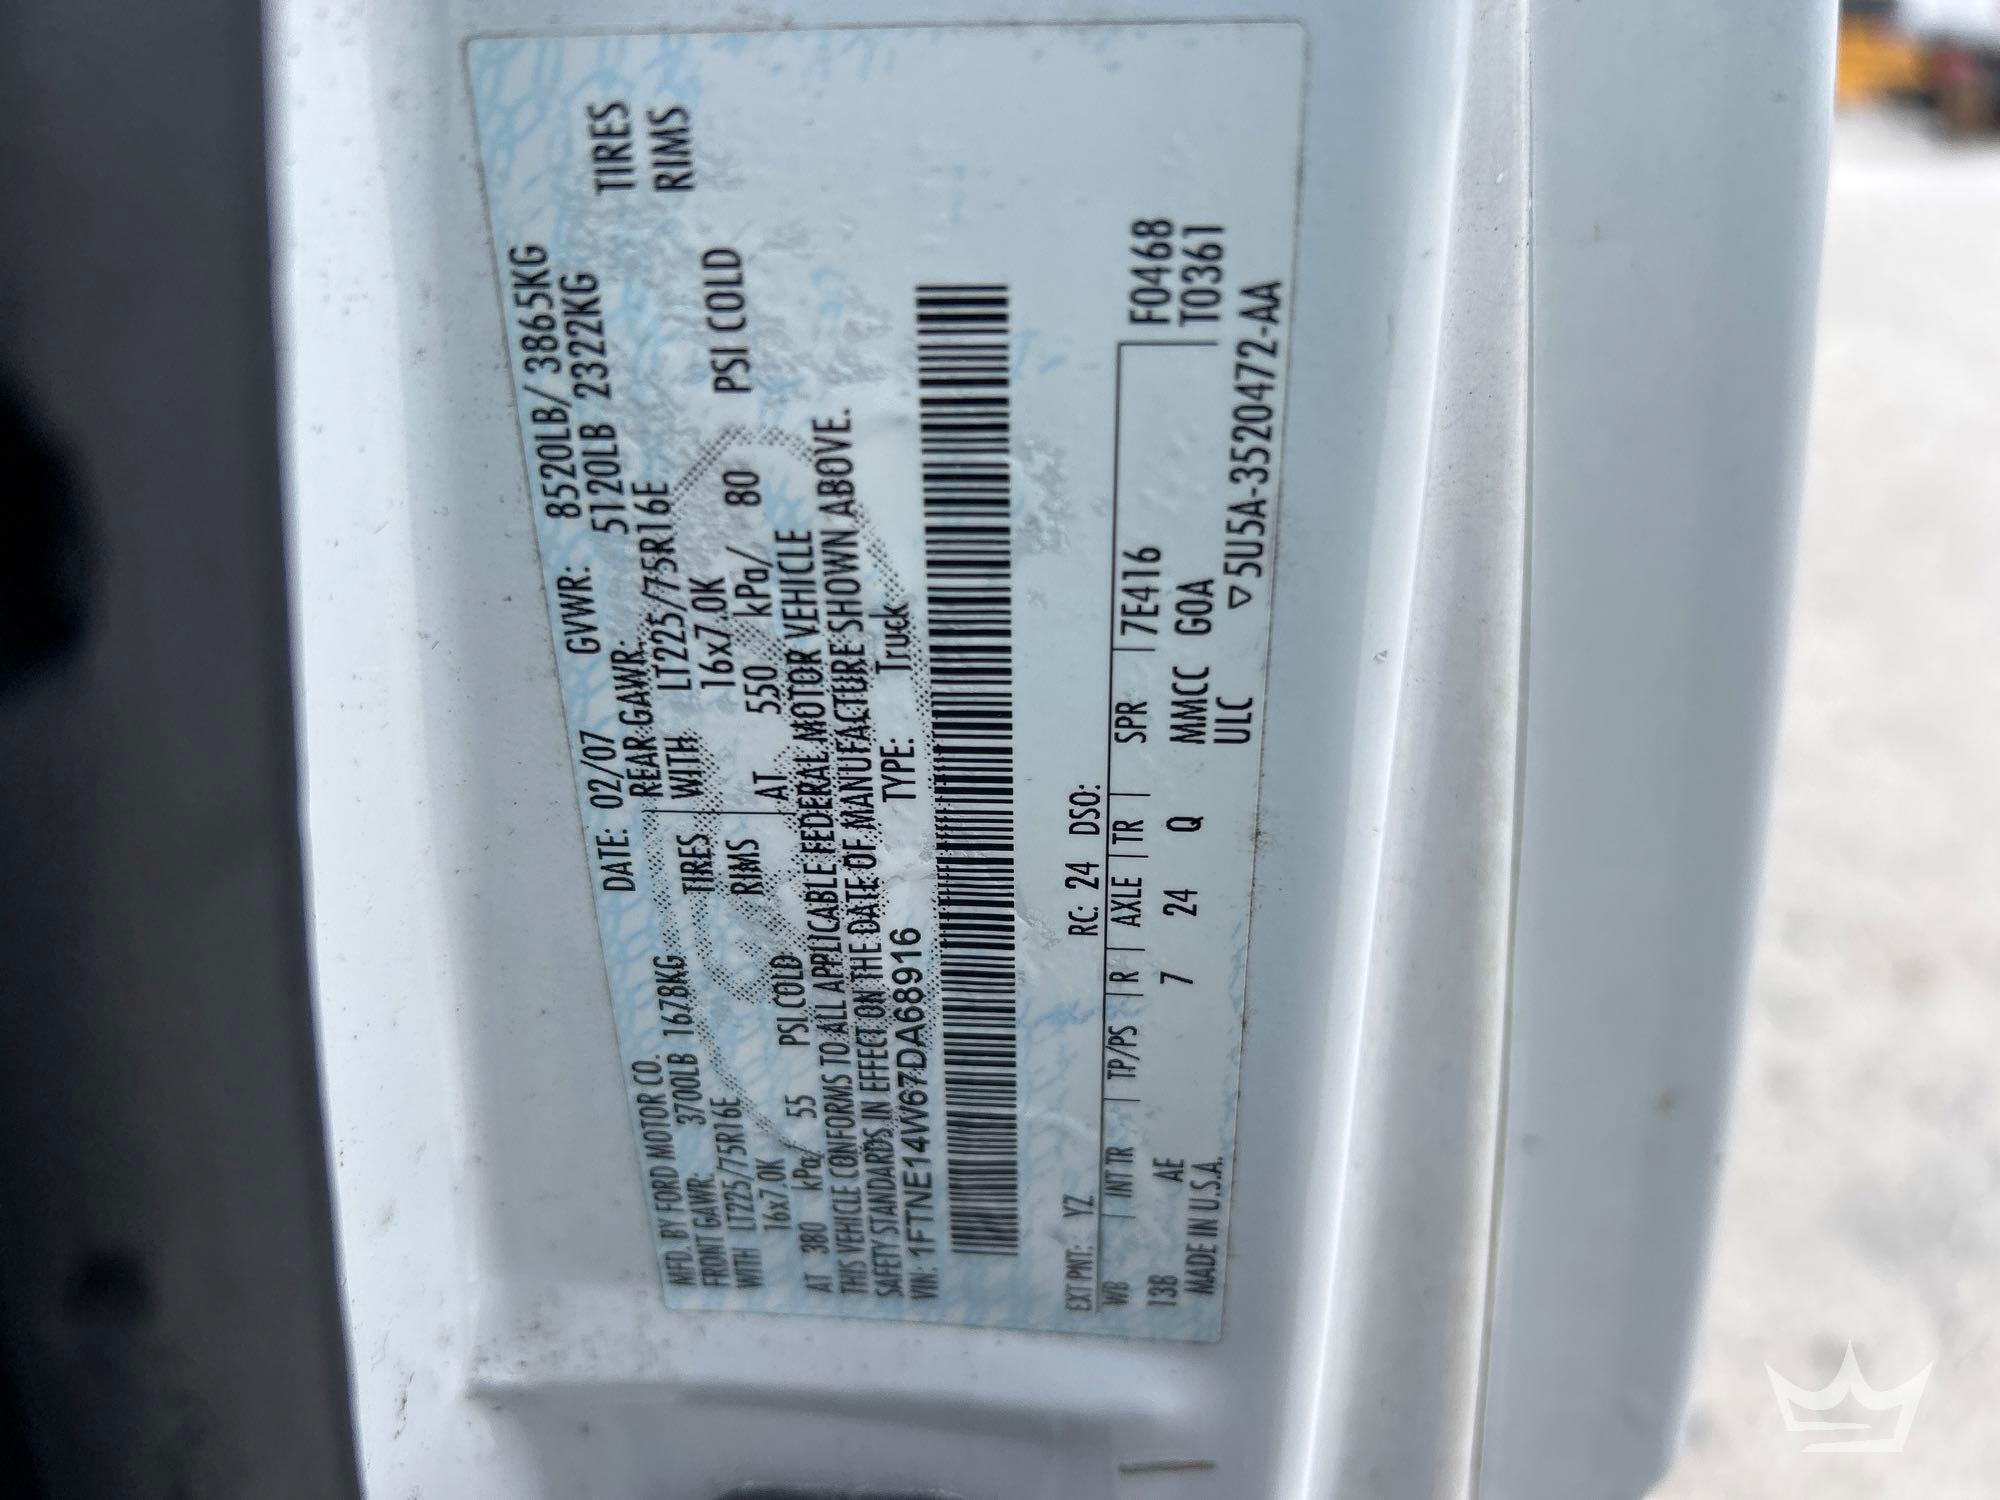 MFD. BY FORD MOTOR CO. DATE: 02/07 GVWR: 8520LB/ 3865KG
FRONT GAWR: 3700LB 1678KG REAR GAWR: 5120LB 2322KG
WITH LT225/75R16E TIRES WITH LT225/75R16E TIRES
16x7.0K RIMS 16x7.0K RIMS
AT 380 kPa/ 55 PSI COLD AT 550 kPa/ 80 PSI COLD
THIS VEHICLE CONFORMS TO ALL APPLICABLE FEDERAL MOTOR VEHICLE
SAFETY STANDARDS IN EFFECT ON THE DATE OF MANUFACTURE SHOWN ABOVE.
VIN: 1FTNE14W67DA68916 TYPE: Truck
EXT PNT: YZ RC: 24 DSO:
WB INT TR TP/PS R AXLE TR SPR 7E416 F0468
138 AE 7 24 Q MMCC GOA T0361
MADE IN U.S.A. ULC ▽5U5A-3520472-AA